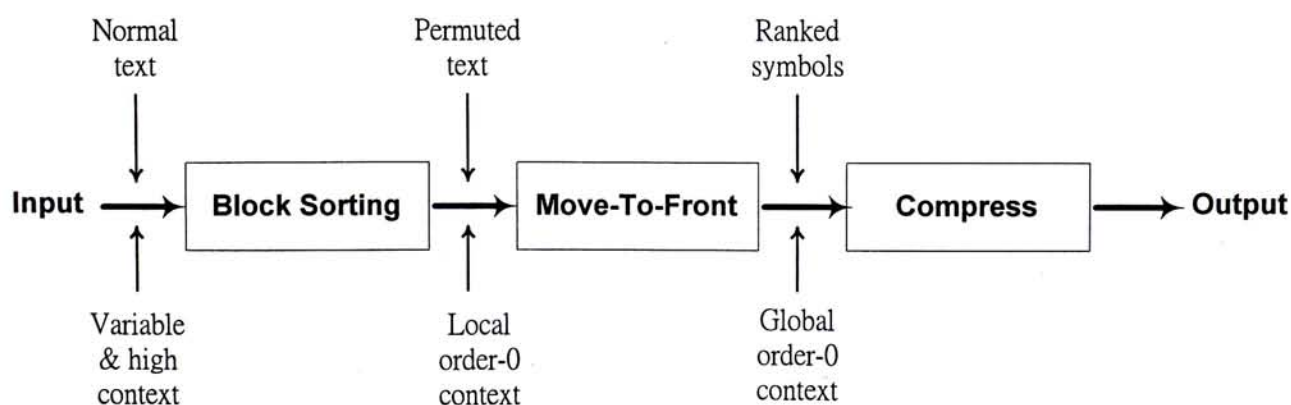 Normal
text
Permuted
text
Ranked
symbols
Input
Block Sorting
Move-To-Front
Compress
Output
Variable
& high
context
Local
order-0
context
Global
order-0
context